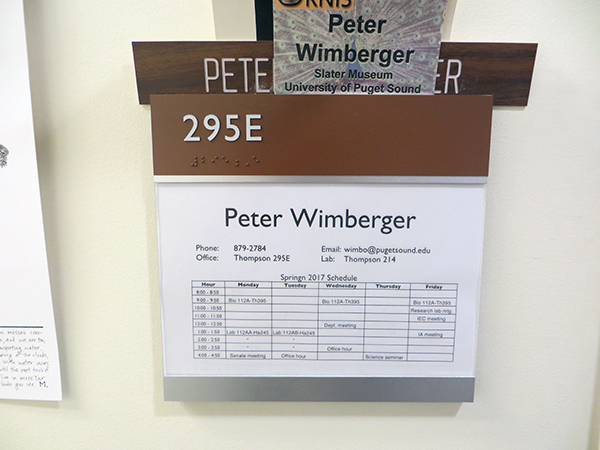 Peter
Wimberger
Slater Museum
University of Puget Sound
PETE ER
295E
Peter Wimberger
Phone: 879-2784 Email: wimbo@pugetsound.edu
Office: Thompson 295E Lab: Thompson 214
Springn 2017 Schedule
Hour Monday Tuesday Wednesday Thursday Friday
8:00 - 8:50
9:00 - 9:50 Bio 112A-Th395 Bio 112A-Th395 Bio 112A-Th395
10:00 - 10:50 Research lab mtg
11:00 - 11:50 IEC meeting
12:00 - 12:50 Dept. meeting
1:00 - 1:50 Lab 112AA-Ha245 Lab 112AB-Ha245 IA meeting
2:00 - 2:50 " "
3:00 - 3:50 " " Office hour
4:00 - 4:50 Senate meeting Office hour Science seminar